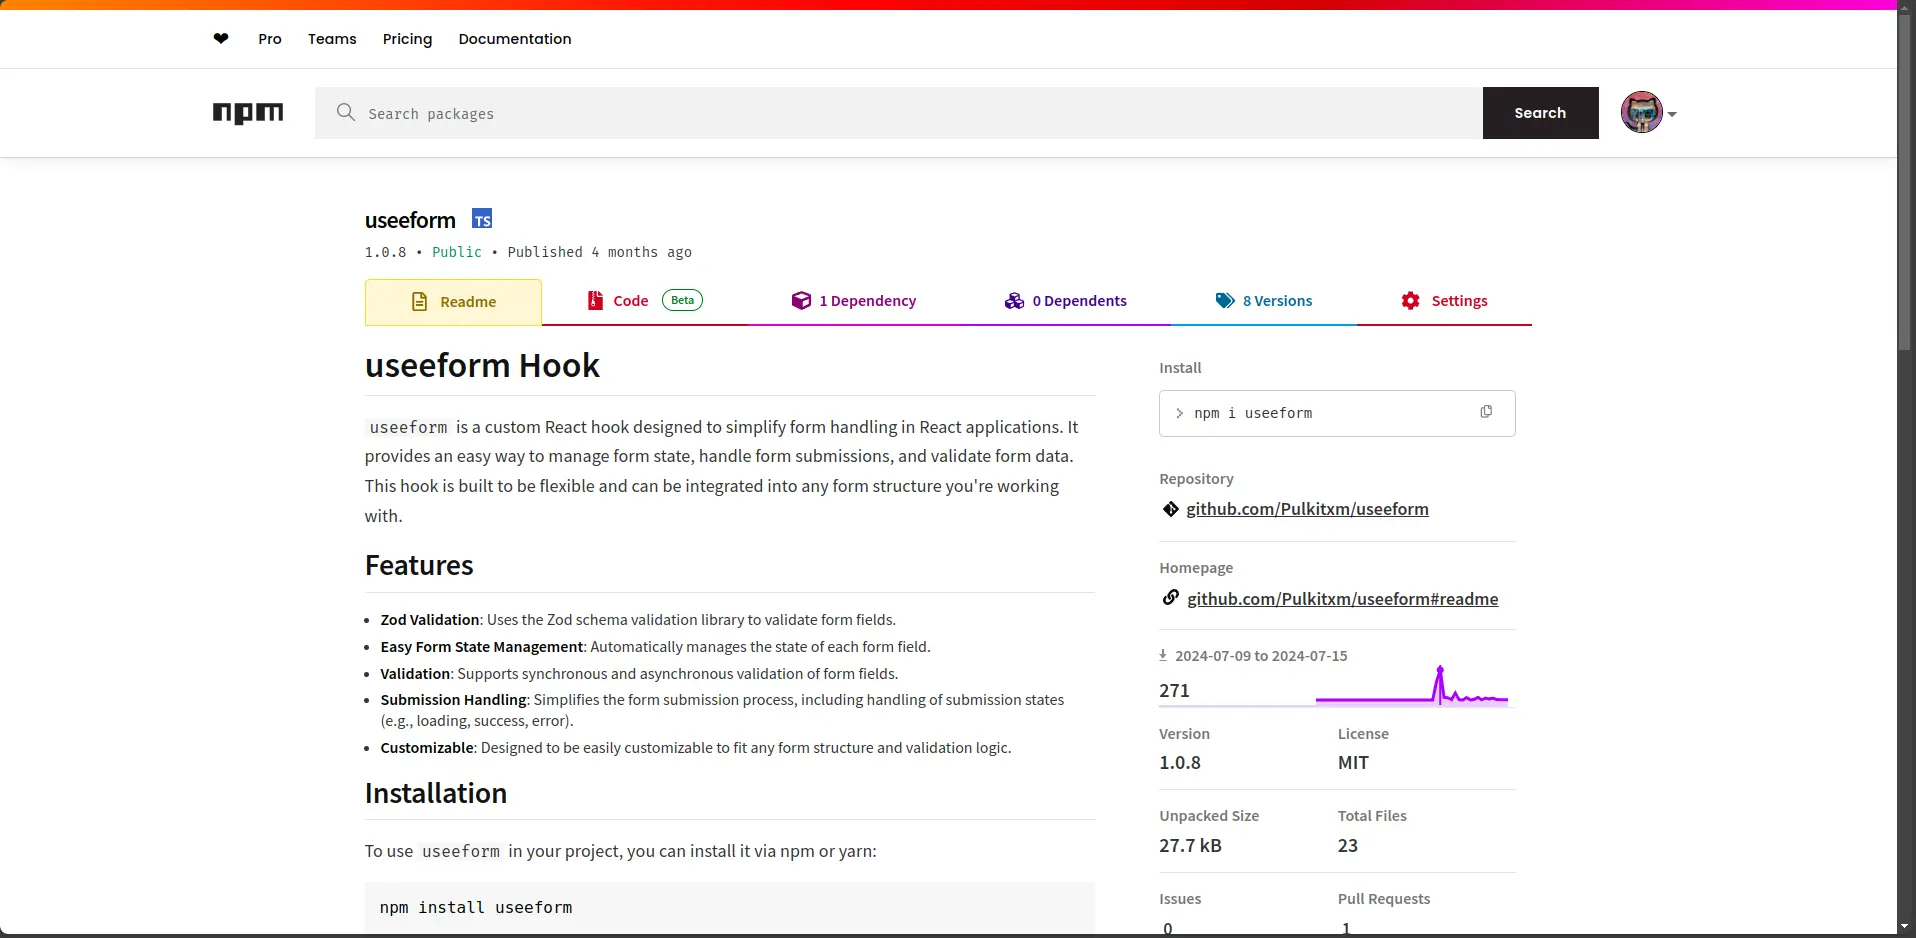 ❤ Pro Teams Pricing Documentation
npm Search packages Search
useeform TS
1.0.8 • Public • Published 4 months ago
Readme Code Beta 1 Dependency 0 Dependents 8 Versions Settings
useeform Hook
useeform is a custom React hook designed to simplify form handling in React applications. It
provides an easy way to manage form state, handle form submissions, and validate form data.
This hook is built to be flexible and can be integrated into any form structure you're working
with.
Features
• Zod Validation: Uses the Zod schema validation library to validate form fields.
• Easy Form State Management: Automatically manages the state of each form field.
• Validation: Supports synchronous and asynchronous validation of form fields.
• Submission Handling: Simplifies the form submission process, including handling of submission states
(e.g., loading, success, error).
• Customizable: Designed to be easily customizable to fit any form structure and validation logic.
Installation
To use useeform in your project, you can install it via npm or yarn:
npm install useeform
Install
> npm i useeform
Repository
github.com/Pulkitxm/useeform
Homepage
github.com/Pulkitxm/useeform#readme
2024-07-09 to 2024-07-15
271
Version License
1.0.8 MIT
Unpacked Size Total Files
27.7 kB 23
Issues Pull Requests
0 1